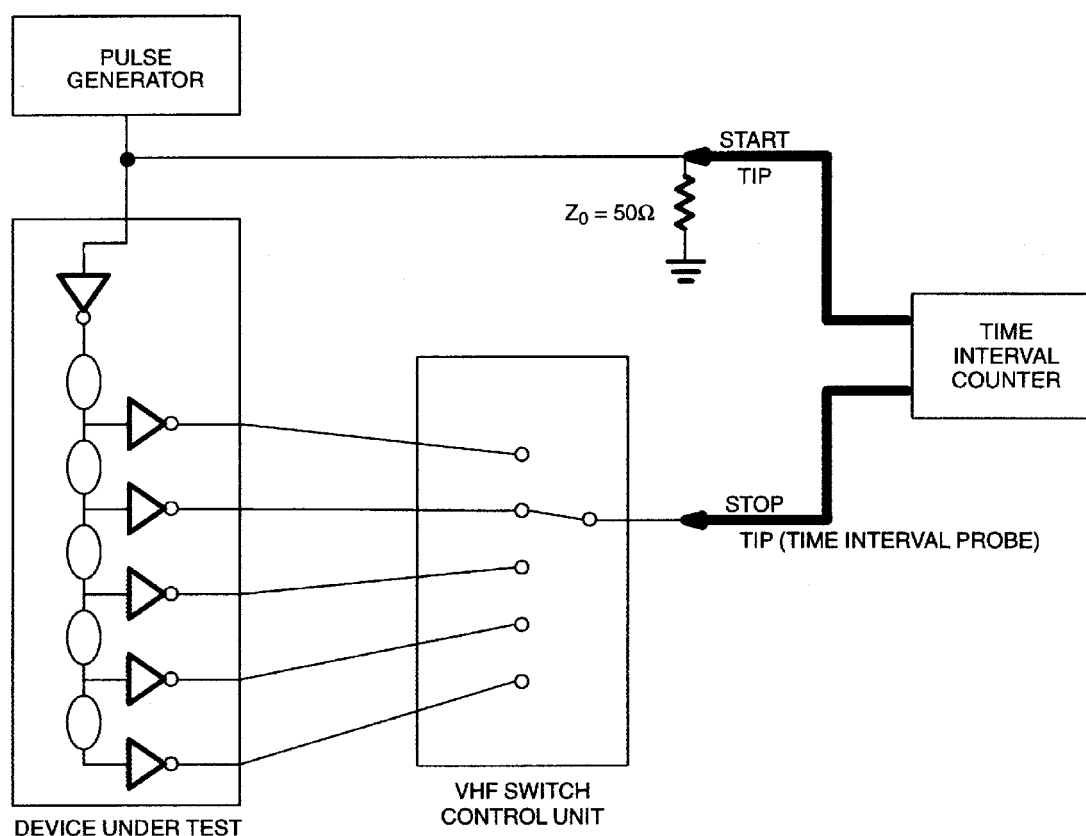 PULSE
GENERATOR
START
TIP
Z₀ = 50Ω
TIME
INTERVAL
COUNTER
STOP
TIP (TIME INTERVAL PROBE)
VHF SWITCH
CONTROL UNIT
DEVICE UNDER TEST